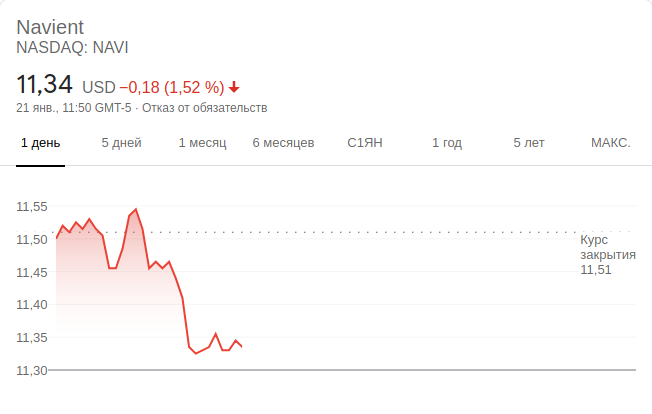 Navient
NASDAQ: NAVI
11,34 USD −0,18 (1,52 %)
21 янв., 11:50 GMT-5 · Отказ от обязательств
1 день 5 дней 1 месяц 6 месяцев С1ЯН 1 год 5 лет МАКС.
11,55
11,50
11,45
11,40
11,35
11,30
Курс
закрытия
11,51